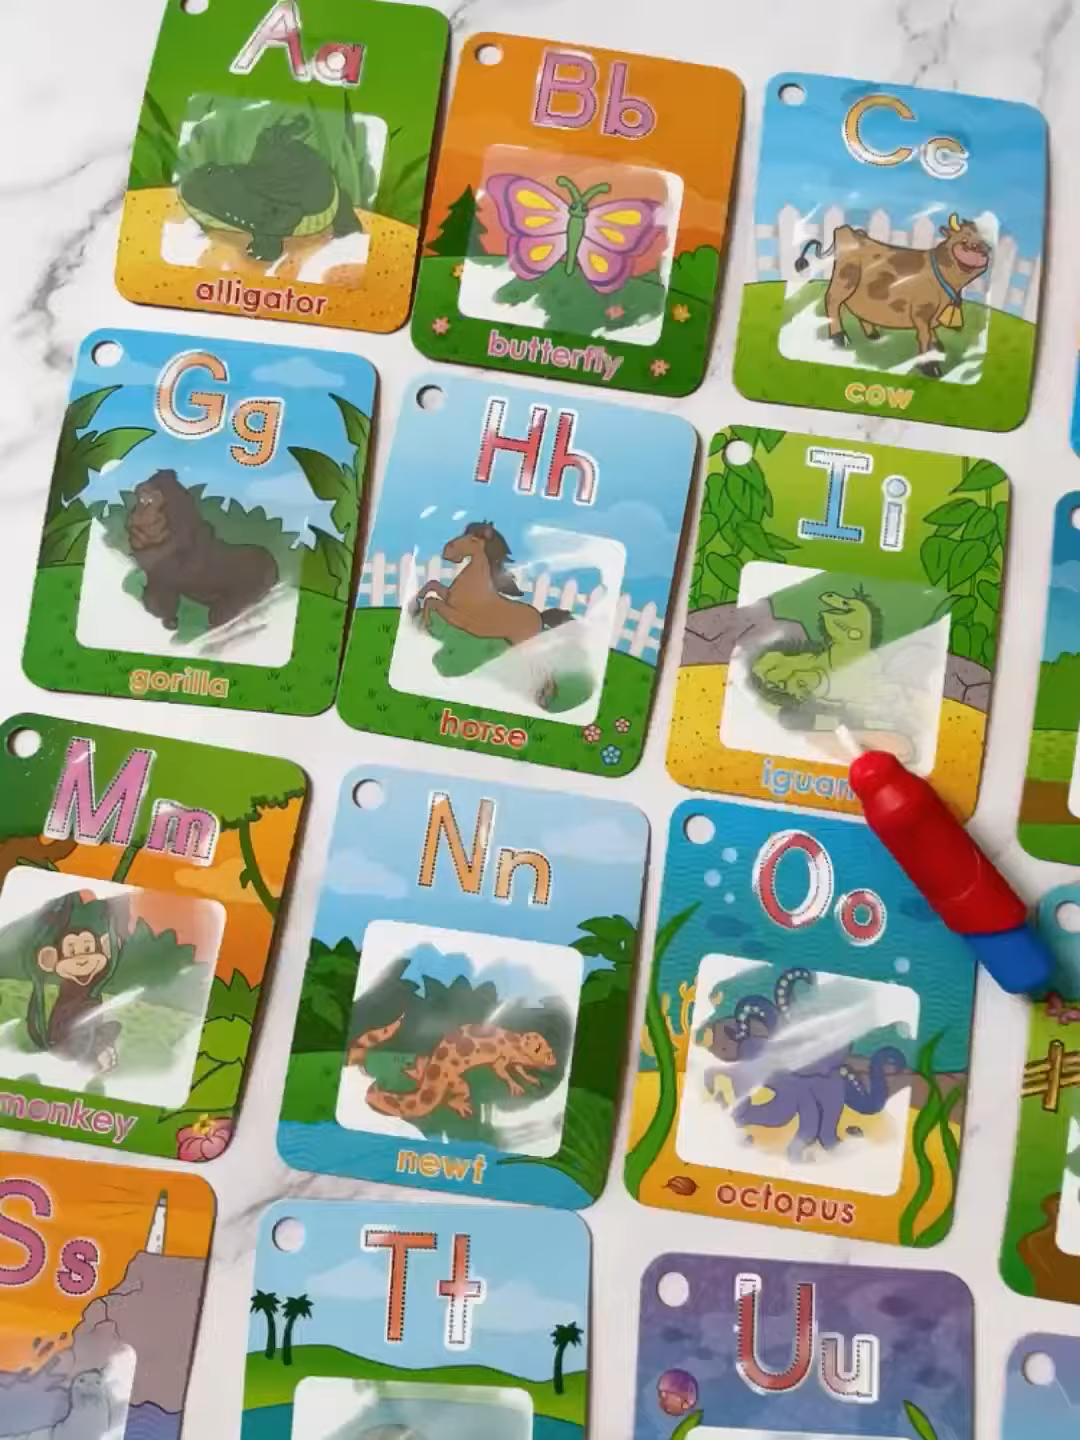 Aa
alligator
Bb
butterfly
Cc
cow
Gg
gorilla
Hh
horse
Ii
Mm
monkey
Nn
newt
Oo
octopus
Ss
Tt
Uu